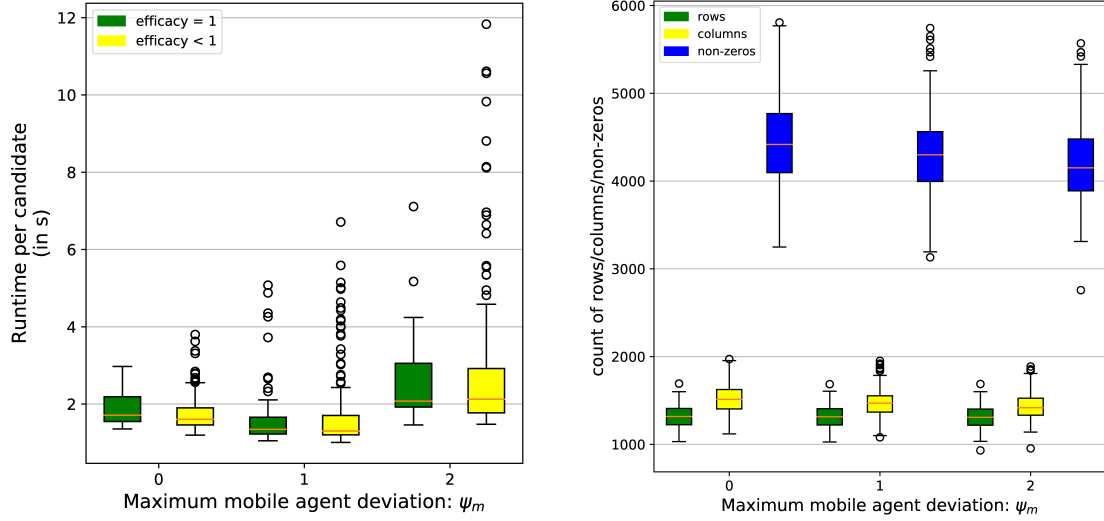 12
10
8
6
4
2
Runtime per candidate
(in s)
efficacy = 1
efficacy < 1
0 1 2
Maximum mobile agent deviation: ψm
6000
5000
4000
3000
2000
1000
count of rows/columns/non-zeros
rows
columns
non-zeros
0 1 2
Maximum mobile agent deviation: ψm